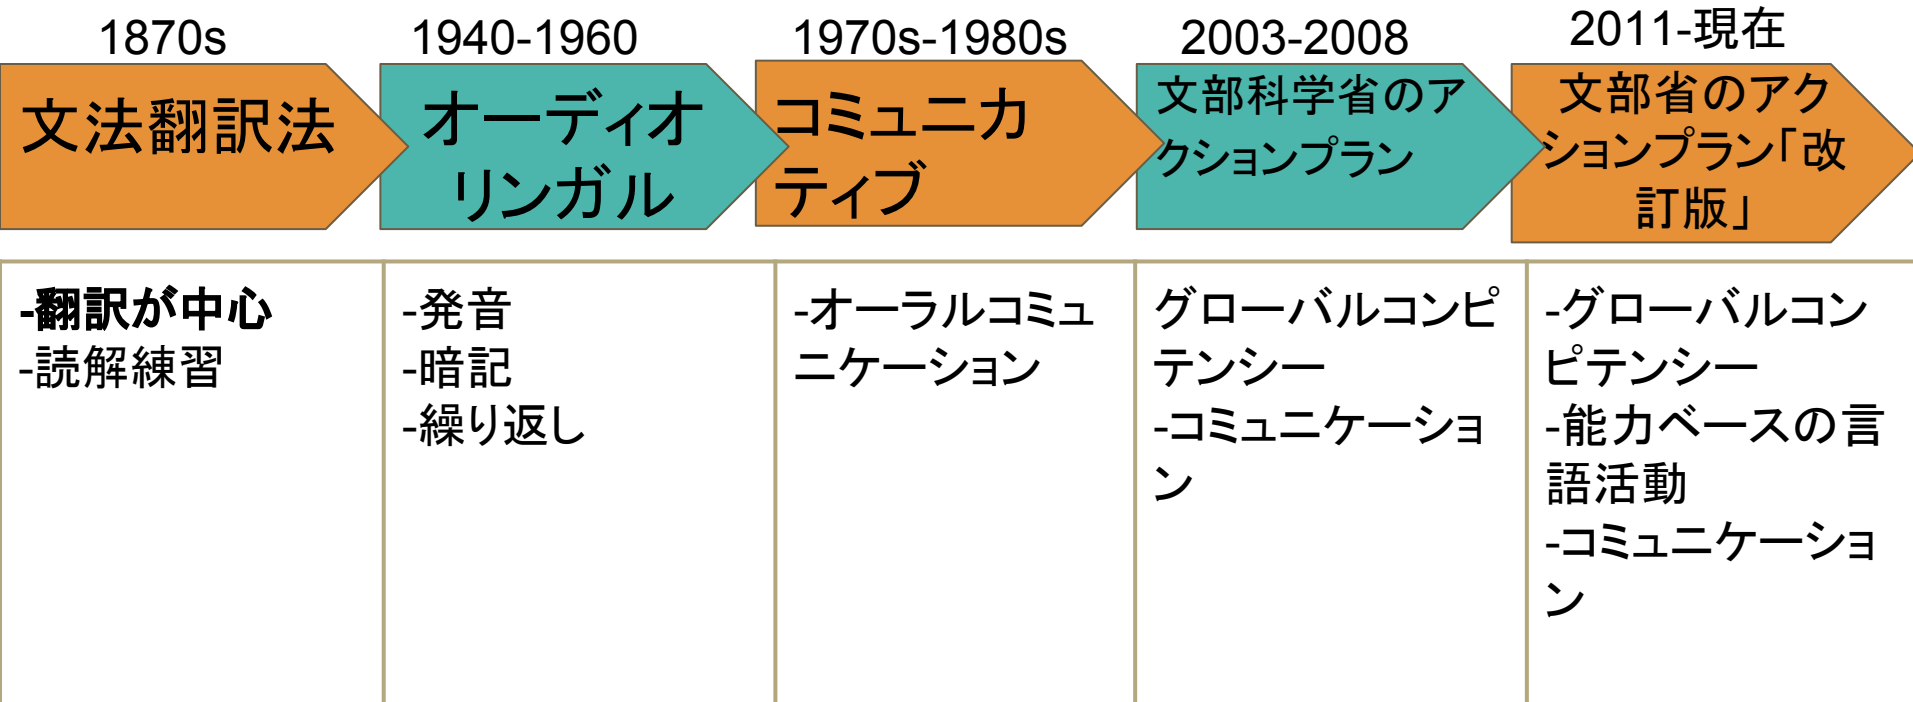 1870s
1940-1960
1970s-1980s
2003-2008
2011-現在
文法翻訳法
オーディオ
リンガル
コミュニカ
ティブ
文部科学省のア
クションプラン
文部省のアク
ションプラン「改
訂版」
-翻訳が中心
-読解練習
-発音
-暗記
-繰り返し
-オーラルコミュ
ニケーション
グローバルコンピ
テンシー
-コミュニケーショ
ン
-グローバルコン
ピテンシー
-能力ベースの言
語活動
-コミュニケーショ
ン